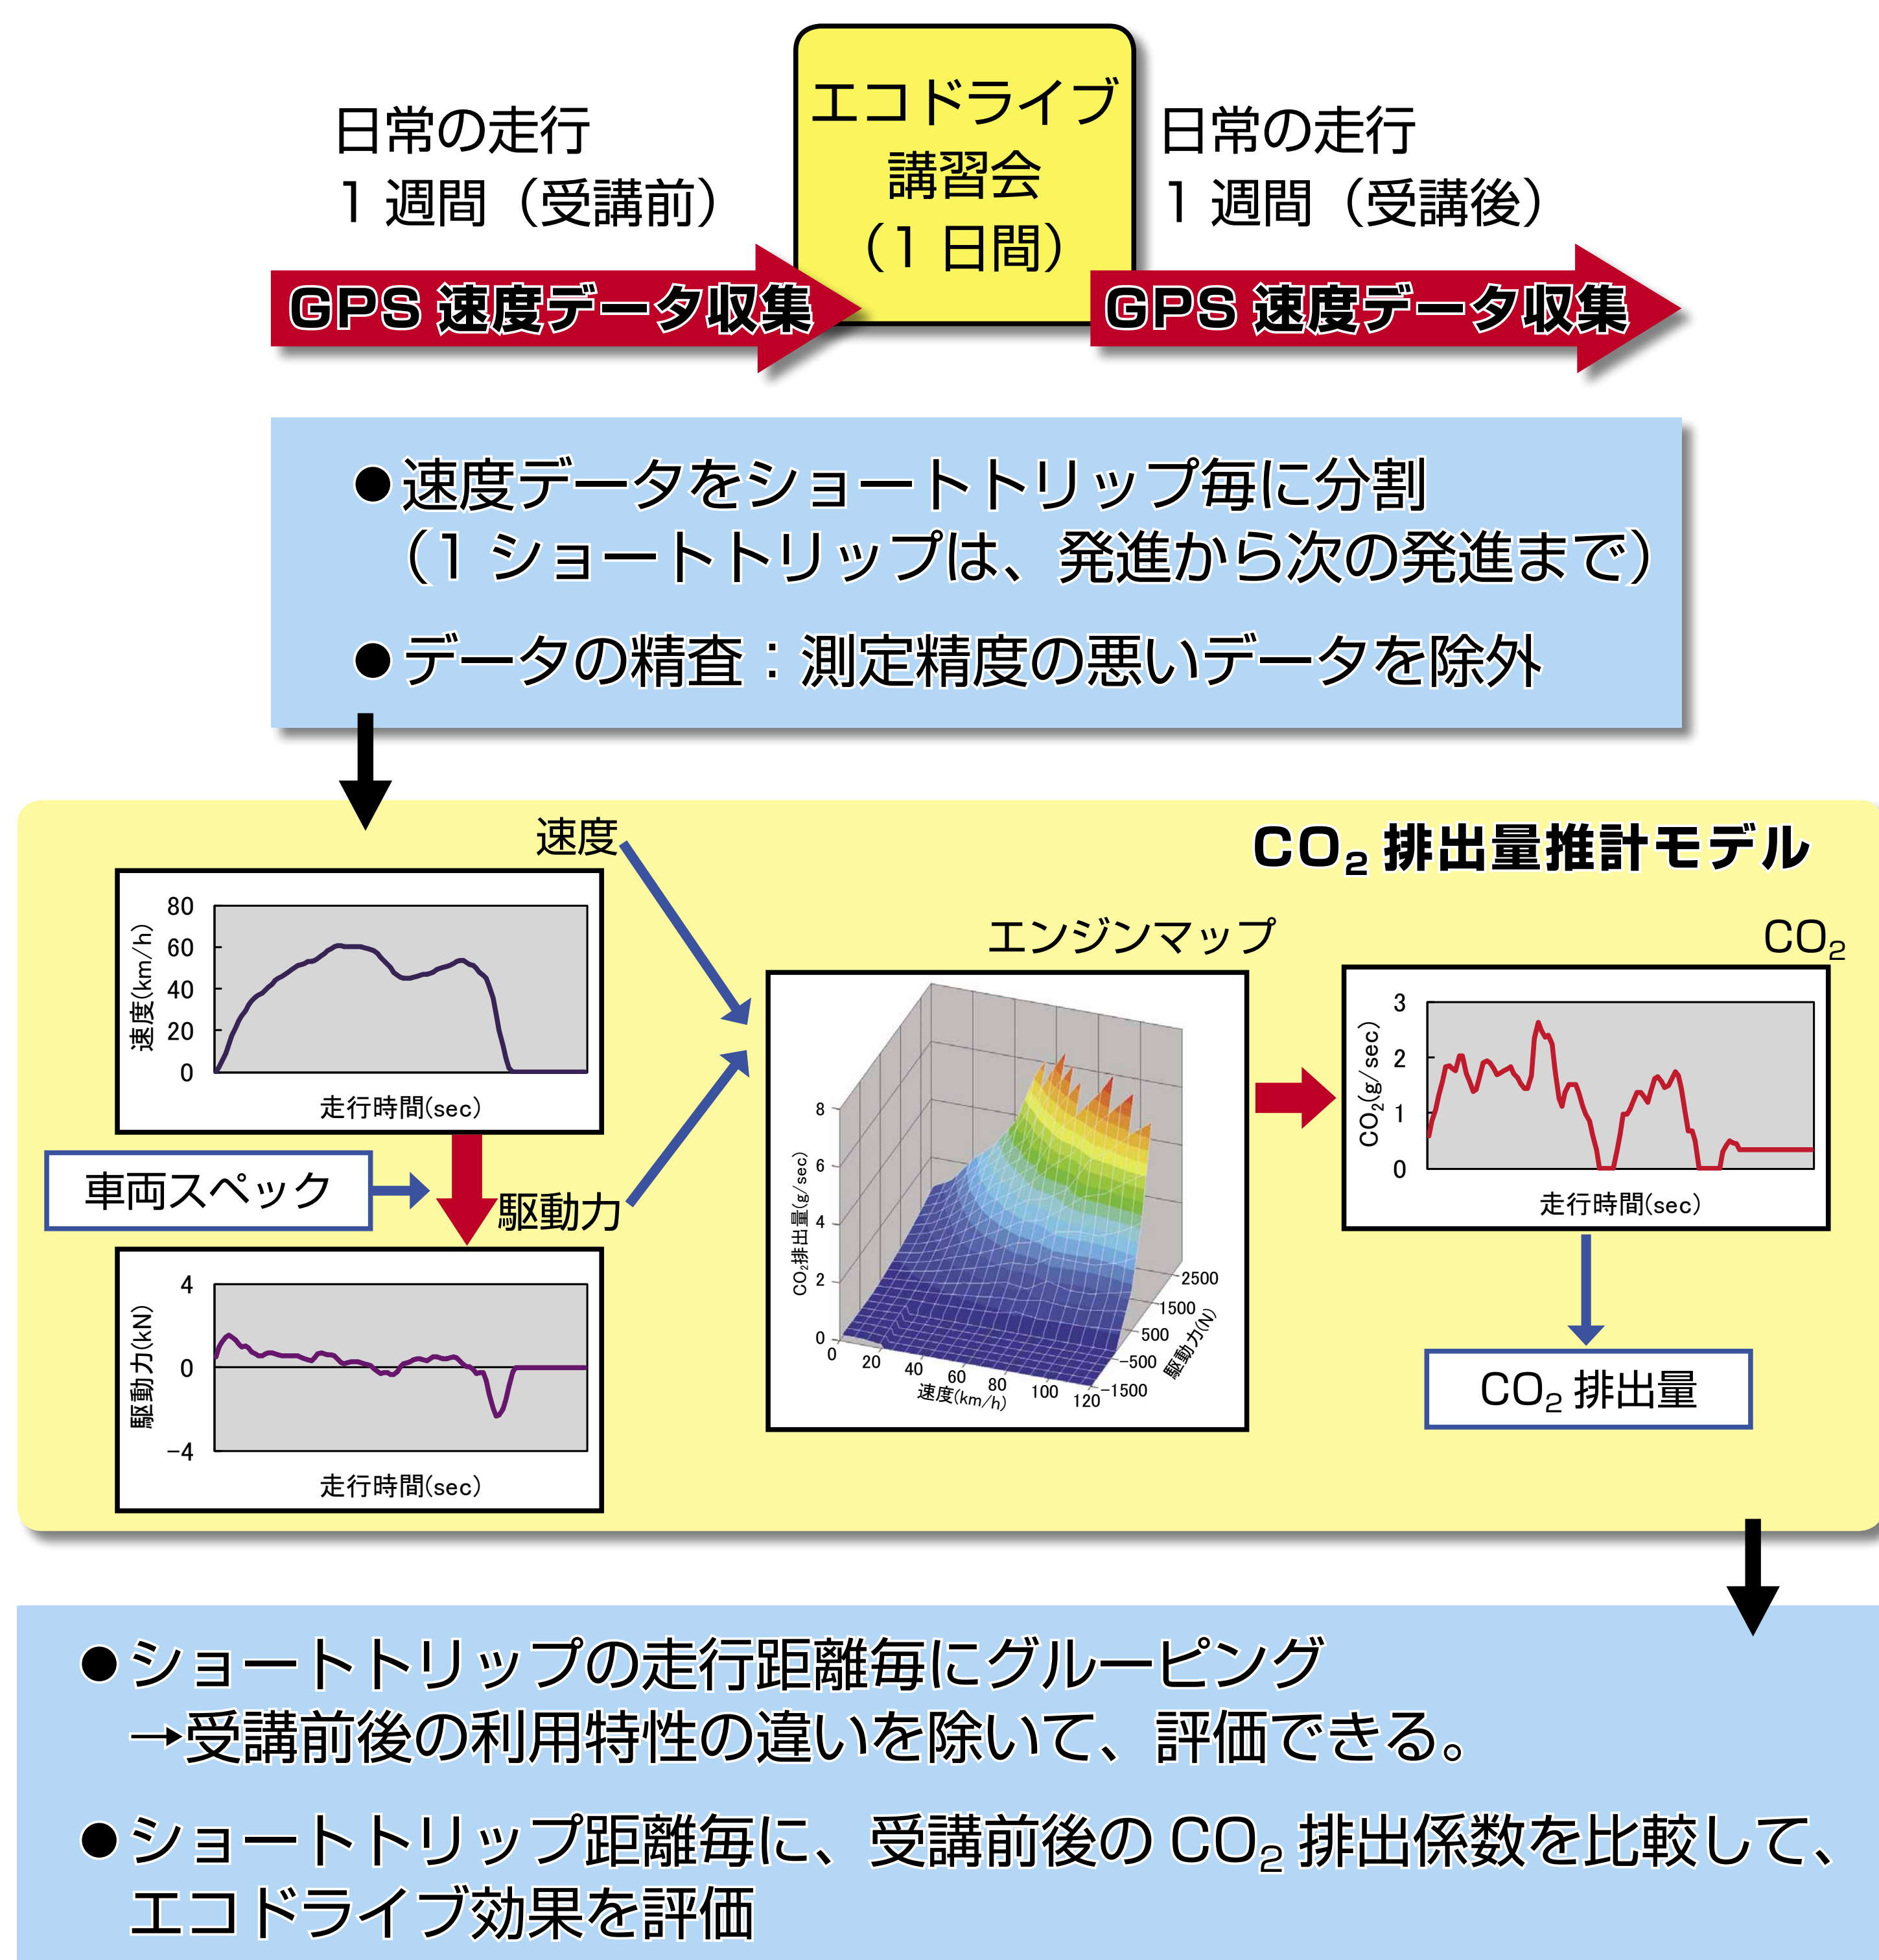 エコドライブ
講習会
（1 日間）
日常の走行
1 週間（受講前）
日常の走行
1 週間（受講後）
GPS 速度データ収集
GPS 速度データ収集
●速度データをショートトリップ毎に分割
（1 ショートトリップは、発進から次の発進まで）
●データの精査：測定精度の悪いデータを除外
CO₂ 排出量推計モデル
速度
速度(km/h)
80
60
40
20
0
走行時間(sec)
車両スペック
駆動力
駆動力(kN)
4
0
−4
走行時間(sec)
エンジンマップ
CO₂排出量(g/sec)
8
6
4
2
0
0
20
40
60
80
100
120
速度(km/h)
2500
1500
500
−500
−1500
駆動力(N)
CO₂
CO₂(g/sec)
3
2
1
0
走行時間(sec)
CO₂ 排出量
●ショートトリップの走行距離毎にグルーピング
→受講前後の利用特性の違いを除いて、評価できる。
●ショートトリップ距離毎に、受講前後の CO₂ 排出係数を比較して、
エコドライブ効果を評価